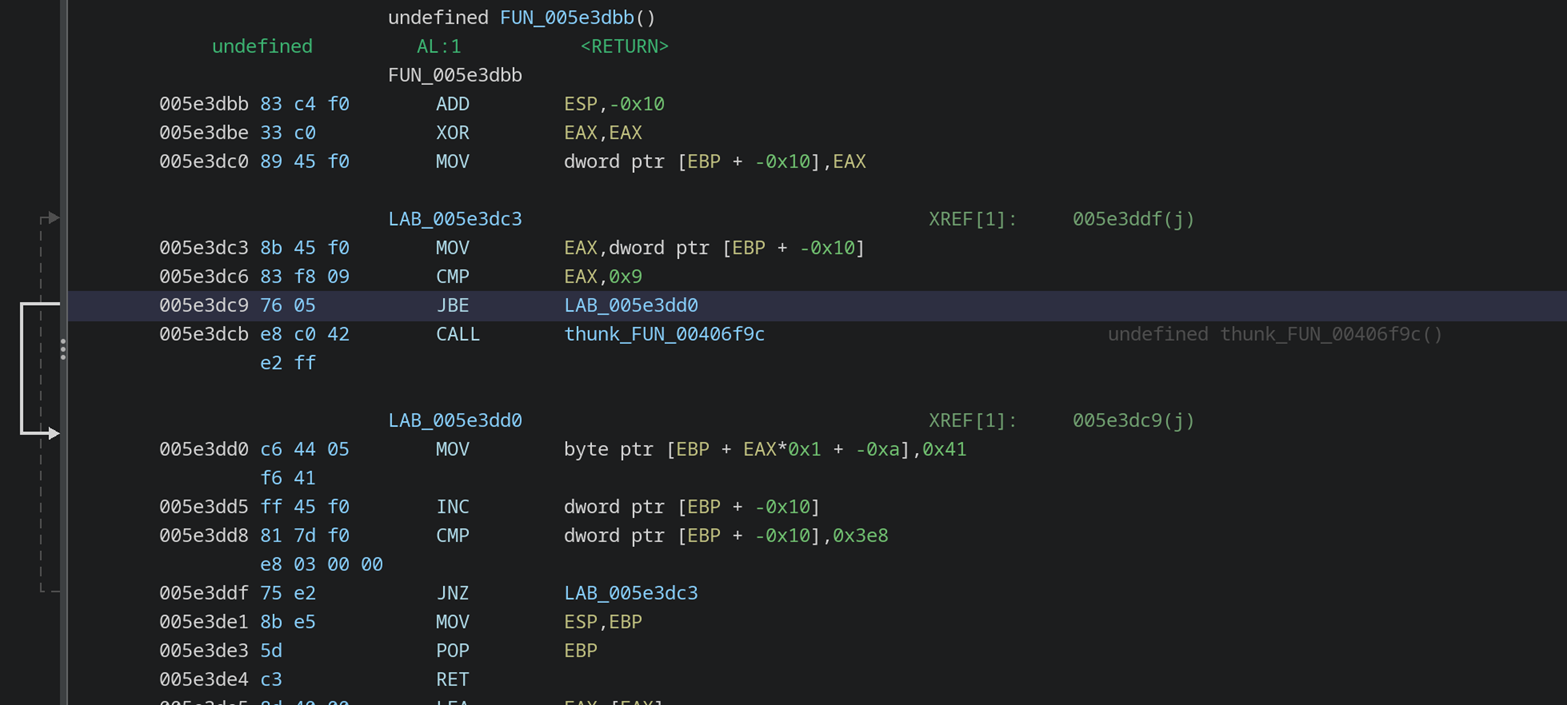 undefined FUN_005e3dbb()
undefined AL:1 <RETURN>
FUN_005e3dbb
005e3dbb 83 c4 f0 ADD ESP,-0x10
005e3dbe 33 c0 XOR EAX,EAX
005e3dc0 89 45 f0 MOV dword ptr [EBP + -0x10],EAX
LAB_005e3dc3 XREF[1]: 005e3ddf(j)
005e3dc3 8b 45 f0 MOV EAX,dword ptr [EBP + -0x10]
005e3dc6 83 f8 09 CMP EAX,0x9
005e3dc9 76 05 JBE LAB_005e3dd0
005e3dcb e8 c0 42 CALL thunk_FUN_00406f9c undefined thunk_FUN_00406f9c()
e2 ff
LAB_005e3dd0 XREF[1]: 005e3dc9(j)
005e3dd0 c6 44 05 MOV byte ptr [EBP + EAX*0x1 + -0xa],0x41
f6 41
005e3dd5 ff 45 f0 INC dword ptr [EBP + -0x10]
005e3dd8 81 7d f0 CMP dword ptr [EBP + -0x10],0x3e8
e8 03 00 00
005e3ddf 75 e2 JNZ LAB_005e3dc3
005e3de1 8b e5 MOV ESP,EBP
005e3de3 5d POP EBP
005e3de4 c3 RET